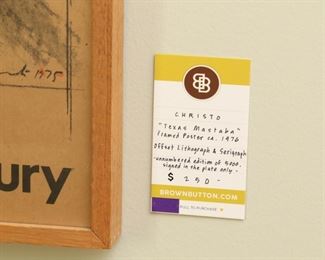 1975
ury
BB
CHRISTO
"Texas Mastaba"
Framed Poster ca. 1976
Offset Lithograph & Serigraph
-unnumbered edition of 5000,
signed in the plate only -
$ 250 -
BROWNBUTTON.COM
PULL TO PURCHASE